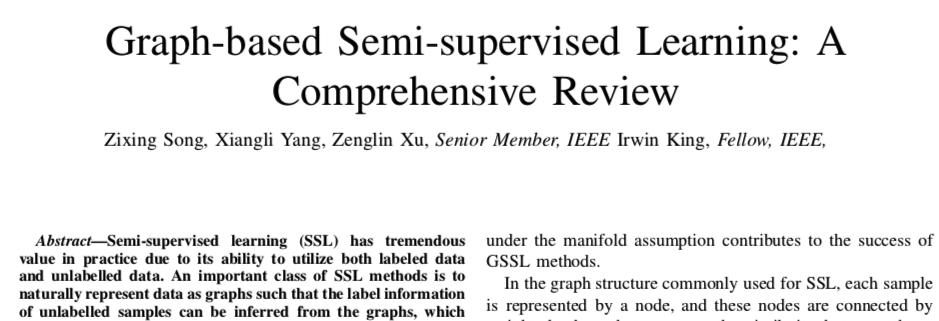 Graph-based Semi-supervised Learning: A
Comprehensive Review
Zixing Song, Xiangli Yang, Zenglin Xu, Senior Member, IEEE Irwin King, Fellow, IEEE,
Abstract—Semi-supervised learning (SSL) has tremendous
value in practice due to its ability to utilize both labeled data
and unlabelled data. An important class of SSL methods is to
naturally represent data as graphs such that the label information
of unlabelled samples can be inferred from the graphs, which
under the manifold assumption contributes to the success of
GSSL methods.
In the graph structure commonly used for SSL, each sample
is represented by a node, and these nodes are connected by